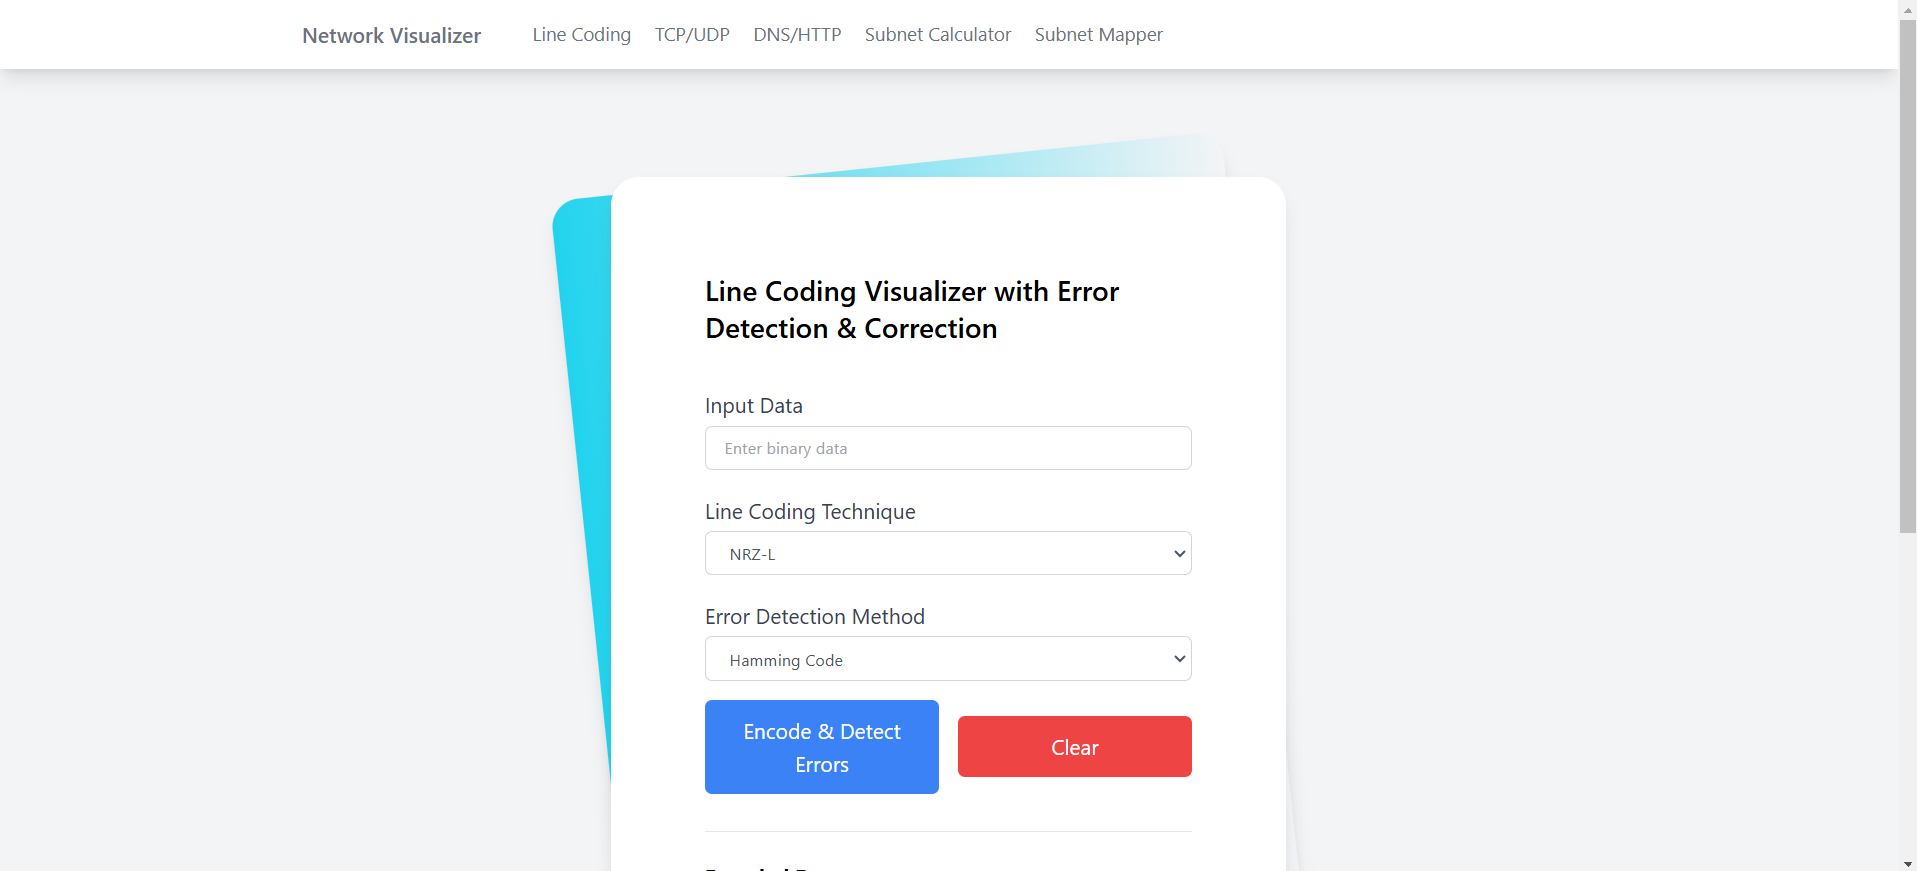 Network Visualizer Line Coding TCP/UDP DNS/HTTP Subnet Calculator Subnet Mapper
Line Coding Visualizer with Error
Detection & Correction
Input Data
Enter binary data
Line Coding Technique
NRZ-L
Error Detection Method
Hamming Code
Encode & Detect
Errors
Clear